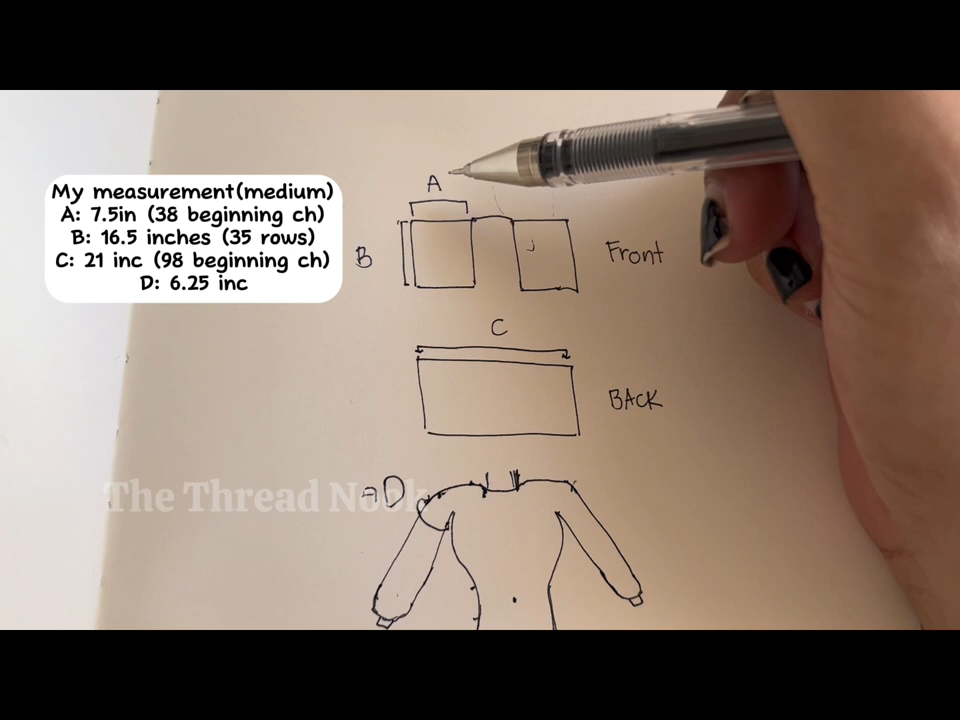 My measurement(medium)
A: 7.5in (38 beginning ch)
B: 16.5 inches (35 rows)
C: 21 inc (98 beginning ch)
D: 6.25 inc
A
B
Front
C
BACK
D
The Thread Nook